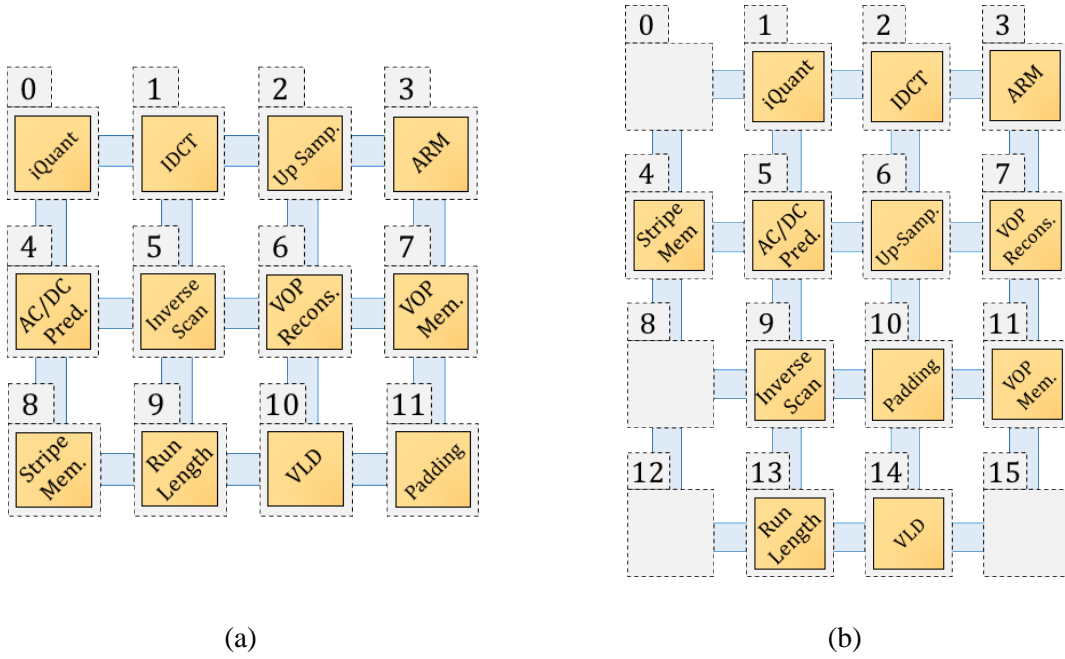 0
1
2
3
iQuant
IDCT
Up Samp.
ARM
4
5
6
7
AC/DC
Pred.
Inverse
Scan
VOP
Recons.
VOP
Mem.
8
9
10
11
Stripe
Mem.
Run
Length
VLD
Padding
(a)
0
1
2
3
iQuant
IDCT
ARM
4
5
6
7
Stripe
Mem
AC/DC
Pred.
Up-Samp.
VOP
Recons.
8
9
10
11
Inverse
Scan
Padding
VOP
Mem.
12
13
14
15
Run
Length
VLD
(b)